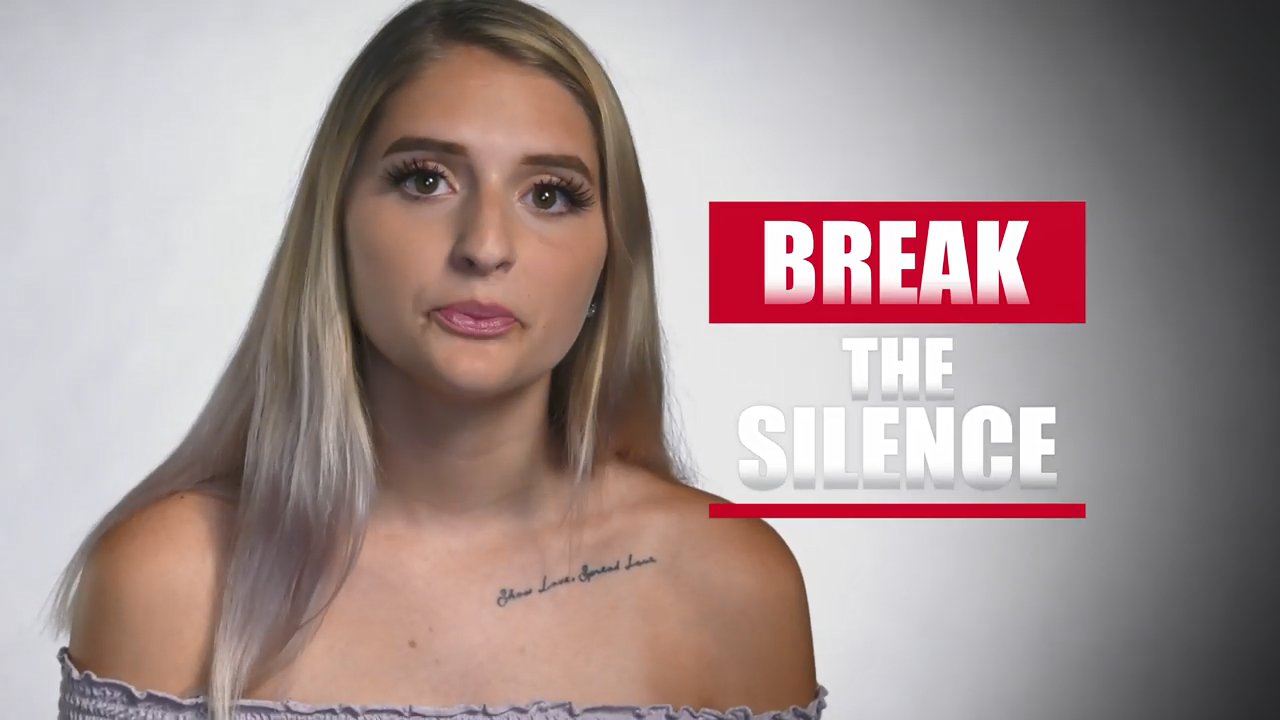 Show Love, Spread Love
BREAK
THE
SILENCE